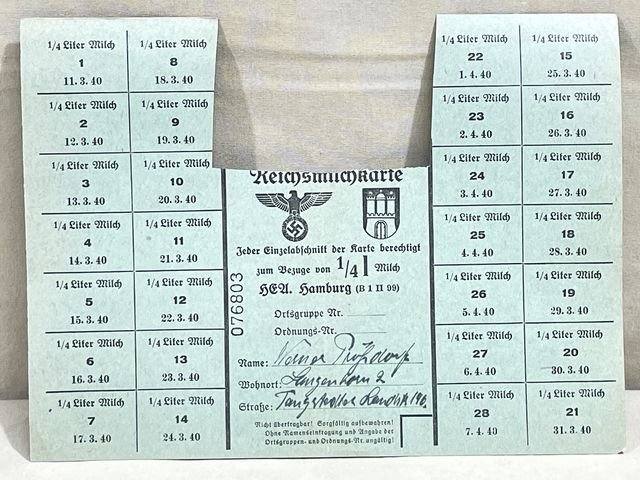 1/4 Liter Milch
1
11. 3. 40
1/4 Liter Milch
2
12. 3. 40
1/4 Liter Milch
3
13. 3. 40
1/4 Liter Milch
4
14. 3. 40
1/4 Liter Milch
5
15. 3. 40
1/4 Liter Milch
6
16. 3. 40
1/4 Liter Milch
7
17. 3. 40
1/4 Liter Milch
8
18. 3. 40
1/4 Liter Milch
9
19. 3. 40
1/4 Liter Milch
10
20. 3. 40
1/4 Liter Milch
11
21. 3. 40
1/4 Liter Milch
12
22. 3. 40
1/4 Liter Milch
13
23. 3. 40
1/4 Liter Milch
14
24. 3. 40
Reichsmilchkarte
Jeder Einzelabschnitt der Karte berechtigt
zum Bezuge von 1/4 l Milch
HEA. Hamburg (B 1 II 99)
076803
Ortsgruppe Nr.
Ordnungs-Nr.
Name: Werner
Wohnort: Langenhorn 2
Straße: Tangstedter Landstr 196.
Nicht übertragbar! Sorgfältig aufbewahren!
Ohne Namenseintragung und Angabe der
Ortsgruppen- und Ordnungs-Nr. ungültig!
1/4 Liter Milch
22
1. 4. 40
1/4 Liter Milch
23
2. 4. 40
1/4 Liter Milch
24
3. 4. 40
1/4 Liter Milch
25
4. 4. 40
1/4 Liter Milch
26
5. 4. 40
1/4 Liter Milch
27
6. 4. 40
1/4 Liter Milch
28
7. 4. 40
1/4 Liter Milch
15
25. 3. 40
1/4 Liter Milch
16
26. 3. 40
1/4 Liter Milch
17
27. 3. 40
1/4 Liter Milch
18
28. 3. 40
1/4 Liter Milch
19
29. 3. 40
1/4 Liter Milch
20
30. 3. 40
1/4 Liter Milch
21
31. 3. 40